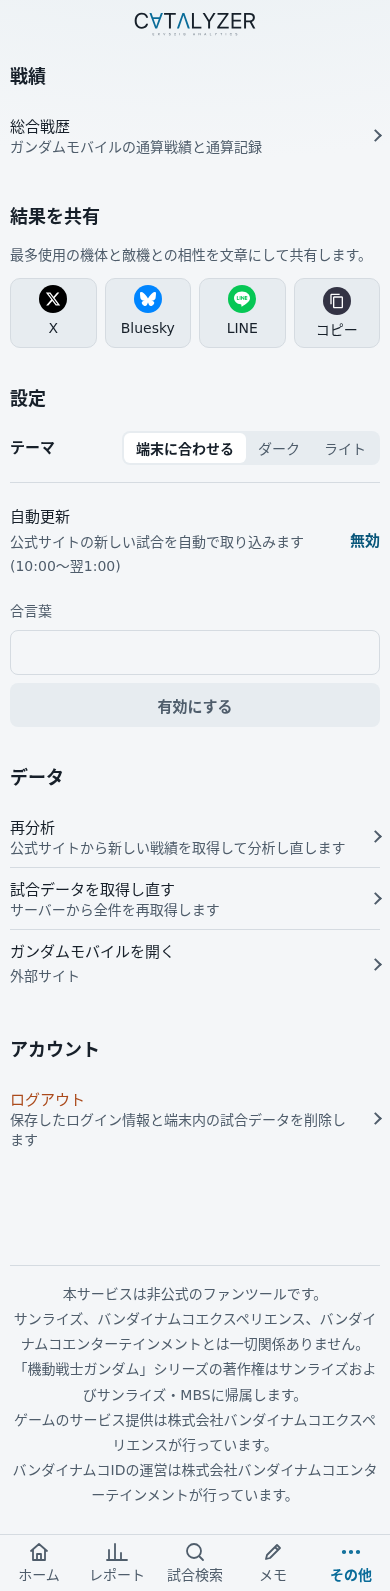 CATALYZER
戦績
総合戦歴
ガンダムモバイルの通算戦績と通算記録
結果を共有
最多使用の機体と敵機との相性を文章にして共有します。
X
Bluesky
LINE
コピー
設定
テーマ
端末に合わせる
ダーク
ライト
自動更新
公式サイトの新しい試合を自動で取り込みます
(10:00〜翌1:00)
無効
合言葉
有効にする
データ
再分析
公式サイトから新しい戦績を取得して分析し直します
試合データを取得し直す
サーバーから全件を再取得します
ガンダムモバイルを開く
外部サイト
アカウント
ログアウト
保存したログイン情報と端末内の試合データを削除し
ます
本サービスは非公式のファンツールです。
サンライズ、バンダイナムコエクスペリエンス、バンダイ
ナムコエンターテインメントとは一切関係ありません。
「機動戦士ガンダム」シリーズの著作権はサンライズおよ
びサンライズ・MBSに帰属します。
ゲームのサービス提供は株式会社バンダイナムコエクスペ
リエンスが行っています。
バンダイナムコIDの運営は株式会社バンダイナムコエンタ
ーテインメントが行っています。
ホーム
レポート
試合検索
メモ
その他